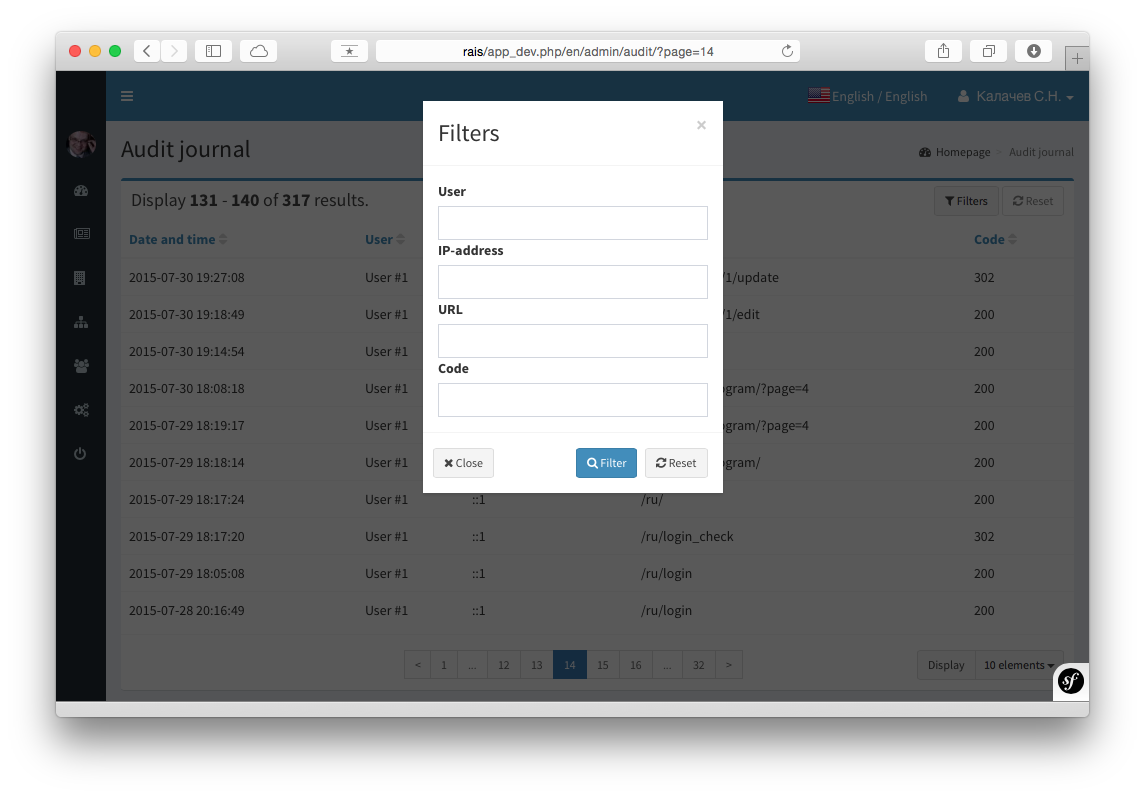 rais/app_dev.php/en/admin/audit/?page=14
English / English Калачев С.Н.
Audit journal
Homepage Audit journal
Display 131 - 140 of 317 results.
Filters Reset
Date and time User Code
2015-07-30 19:27:08 User #1 /1/update 302
2015-07-30 19:18:49 User #1 /1/edit 200
2015-07-30 19:14:54 User #1 200
2015-07-30 18:08:18 User #1 ogram/?page=4 200
2015-07-29 18:19:17 User #1 ogram/?page=4 200
2015-07-29 18:18:14 User #1 ogram/ 200
2015-07-29 18:17:24 User #1 ::1 /ru/ 200
2015-07-29 18:17:20 User #1 ::1 /ru/login_check 302
2015-07-29 18:05:08 User #1 ::1 /ru/login 200
2015-07-28 20:16:49 User #1 ::1 /ru/login 200
< 1 ... 12 13 14 15 16 ... 32 >
Display 10 elements
sf
Filters ×
User
IP-address
URL
Code
Close Filter Reset